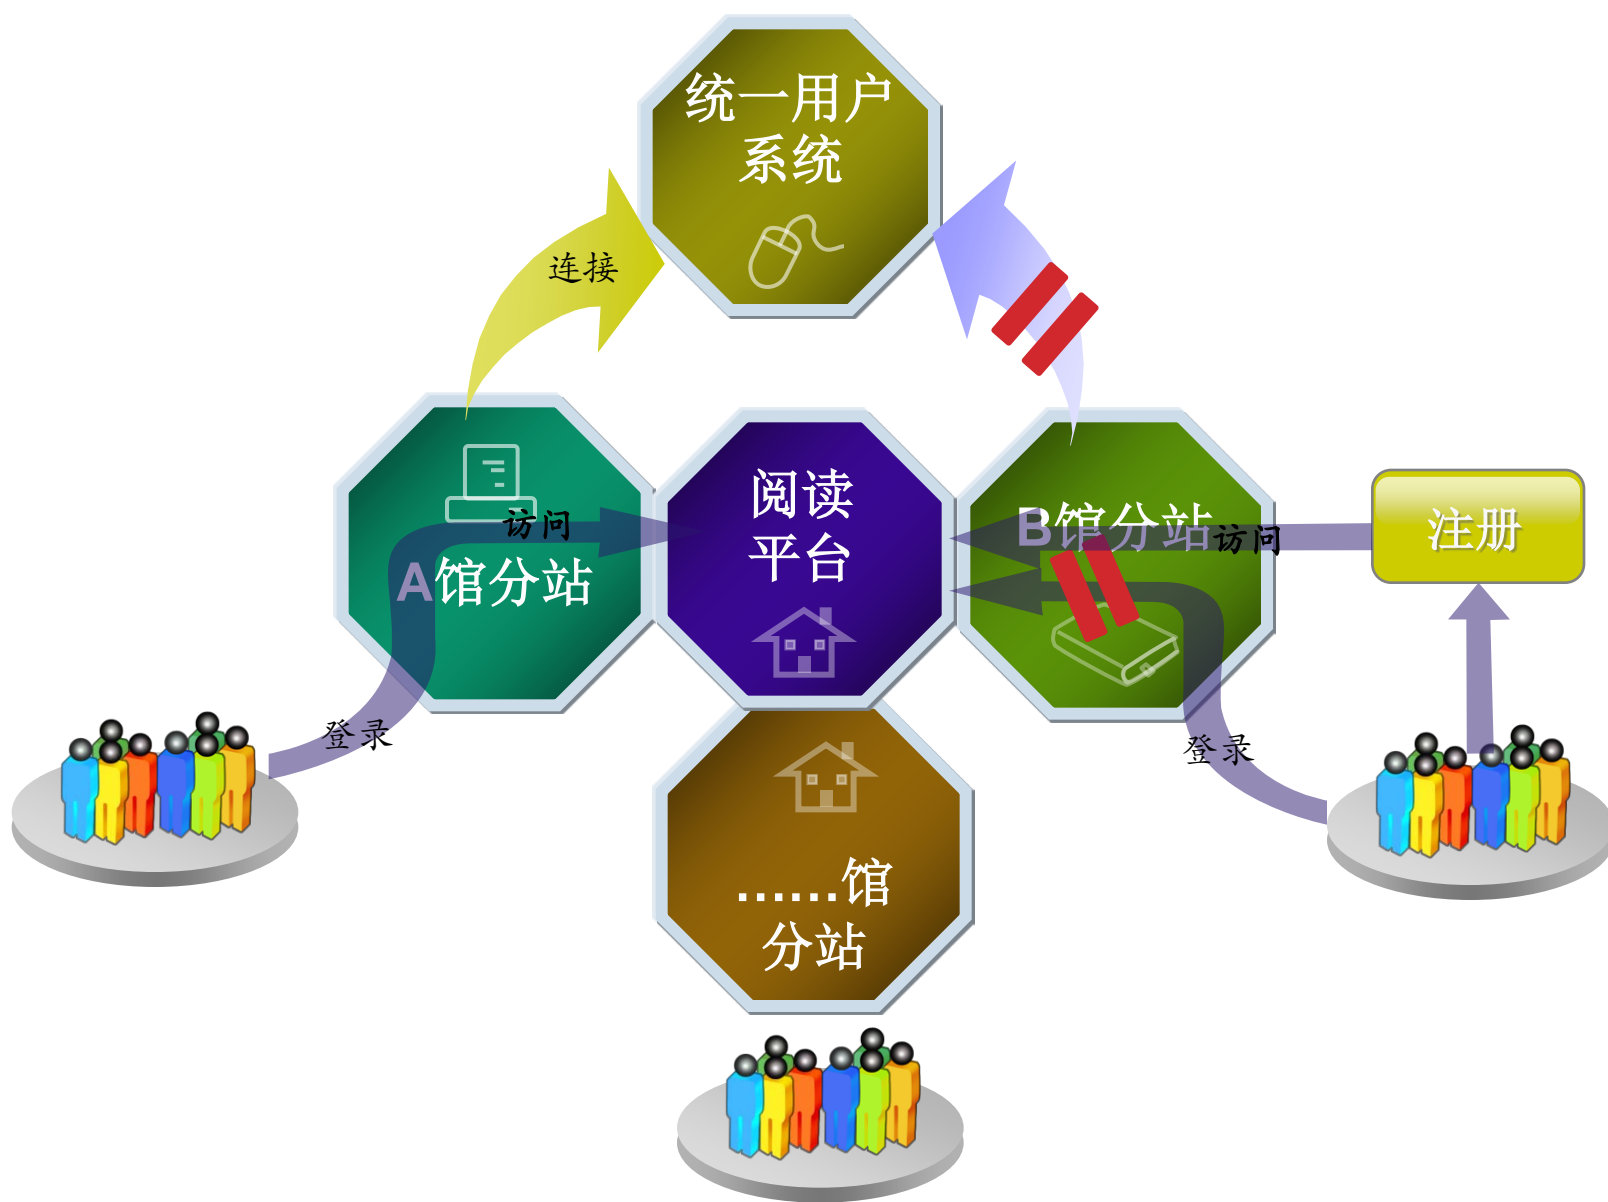 统一用户
系统
连接
阅读
平台
B馆分站
访问
注册
访问
A馆分站
登录
登录
......馆
分站